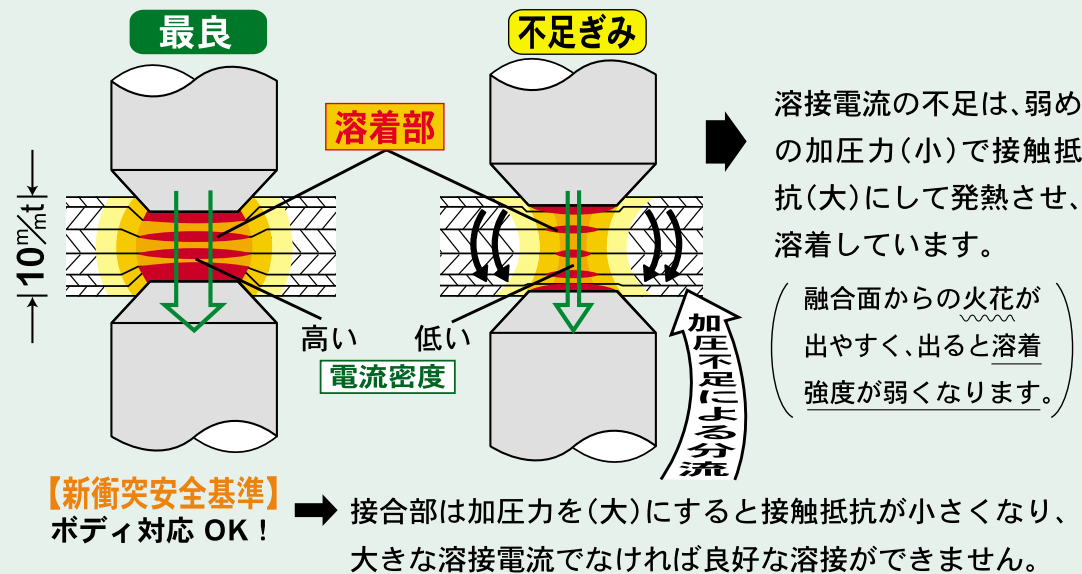 最良
不足ぎみ
溶着部
10m/mt
高い
低い
電流密度
加圧不足による分流
溶接電流の不足は、弱め
の加圧力(小)で接触抵
抗(大)にして発熱させ、
溶着しています。
融合面からの火花が
出やすく、出ると溶着
強度が弱くなります。
【新衝突安全基準】
ボディ対応 OK!
接合部は加圧力を(大)にすると接触抵抗が小さくなり、
大きな溶接電流でなければ良好な溶接ができません。